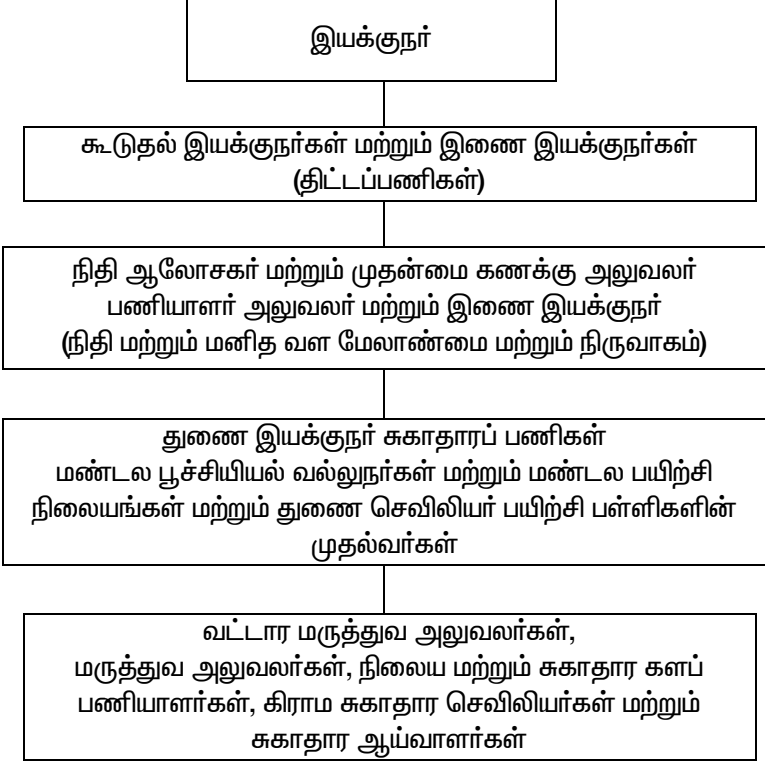 இயக்குநர்
கூடுதல் இயக்குநர்கள் மற்றும் இணை இயக்குநர்கள்
(திட்டப்பணிகள்)
நிதி ஆலோசகர் மற்றும் முதன்மை கணக்கு அலுவலர்
பணியாளர் அலுவலர் மற்றும் இணை இயக்குநர்
(நிதி மற்றும் மனித வள மேலாண்மை மற்றும் நிருவாகம்)
துணை இயக்குநர் சுகாதாரப் பணிகள்
மண்டல பூச்சியியல் வல்லுநர்கள் மற்றும் மண்டல பயிற்சி
நிலையங்கள் மற்றும் துணை செவிலியர் பயிற்சி பள்ளிகளின்
முதல்வர்கள்
வட்டார மருத்துவ அலுவலர்கள்,
மருத்துவ அலுவலர்கள், நிலைய மற்றும் சுகாதார களப்
பணியாளர்கள், கிராம சுகாதார செவிலியர்கள் மற்றும்
சுகாதார ஆய்வாளர்கள்